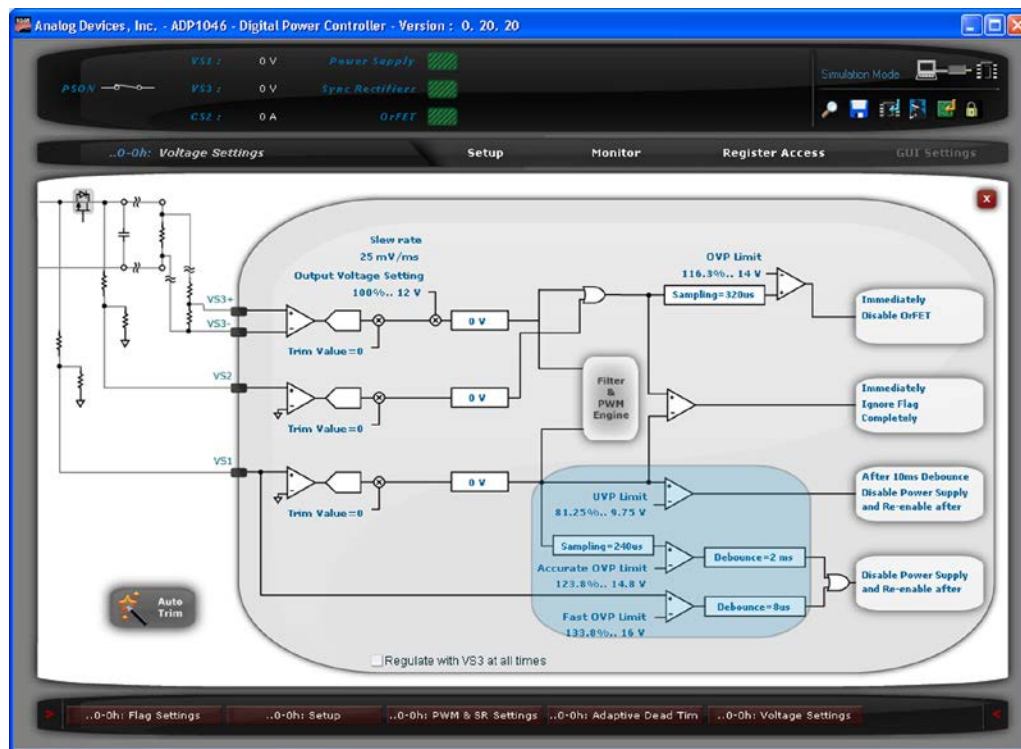 Analog Devices, Inc. - ADP1046 - Digital Power Controller - Version : 0. 20. 20
VS1 : 0 V Power Supply
PSON VS3 : 0 V Sync Rectifiers
CS2 : 0 A OrFET
Simulation Mode
..0-0h: Voltage Settings Setup Monitor Register Access GUI Settings
x
Slew rate
25 mV/ms
Output Voltage Setting
100%.. 12 V
OVP Limit
116.3%.. 14 V
Sampling=320us
VS3+
VS3-
0 V
Trim Value=0
Immediately
Disable OrFET
VS2
0 V
Trim Value=0
Filter
&
PWM
Engine
Immediately
Ignore Flag
Completely
VS1
0 V
Trim Value=0
UVP Limit
81.25%.. 9.75 V
After 10ms Debounce
Disable Power Supply
and Re-enable after
Sampling=240us
Debounce=2 ms
Accurate OVP Limit
123.8%.. 14.8 V
Disable Power Supply
and Re-enable after
Debounce=8us
Fast OVP Limit
133.8%.. 16 V
Auto
Trim
Regulate with VS3 at all times
..0-0h: Flag Settings ..0-0h: Setup ..0-0h: PWM & SR Settings ..0-0h: Adaptive Dead Tim ..0-0h: Voltage Settings